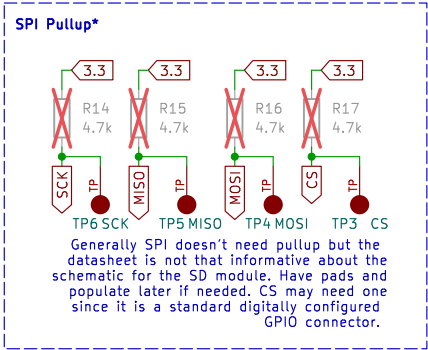 SPI Pullup*
3.3 3.3 3.3 3.3
R14 R15 R16 R17
4.7k 4.7k 4.7k 4.7k
SCK TP MISO TP MOSI TP CS TP
TP6 SCK TP5 MISO TP4 MOSI TP3 CS
Generally SPI doesn't need pullup but the
datasheet is not that informative about the
schematic for the SD module. Have pads and
populate later if needed. CS may need one
since it is a standard digitally configured
GPIO connector.